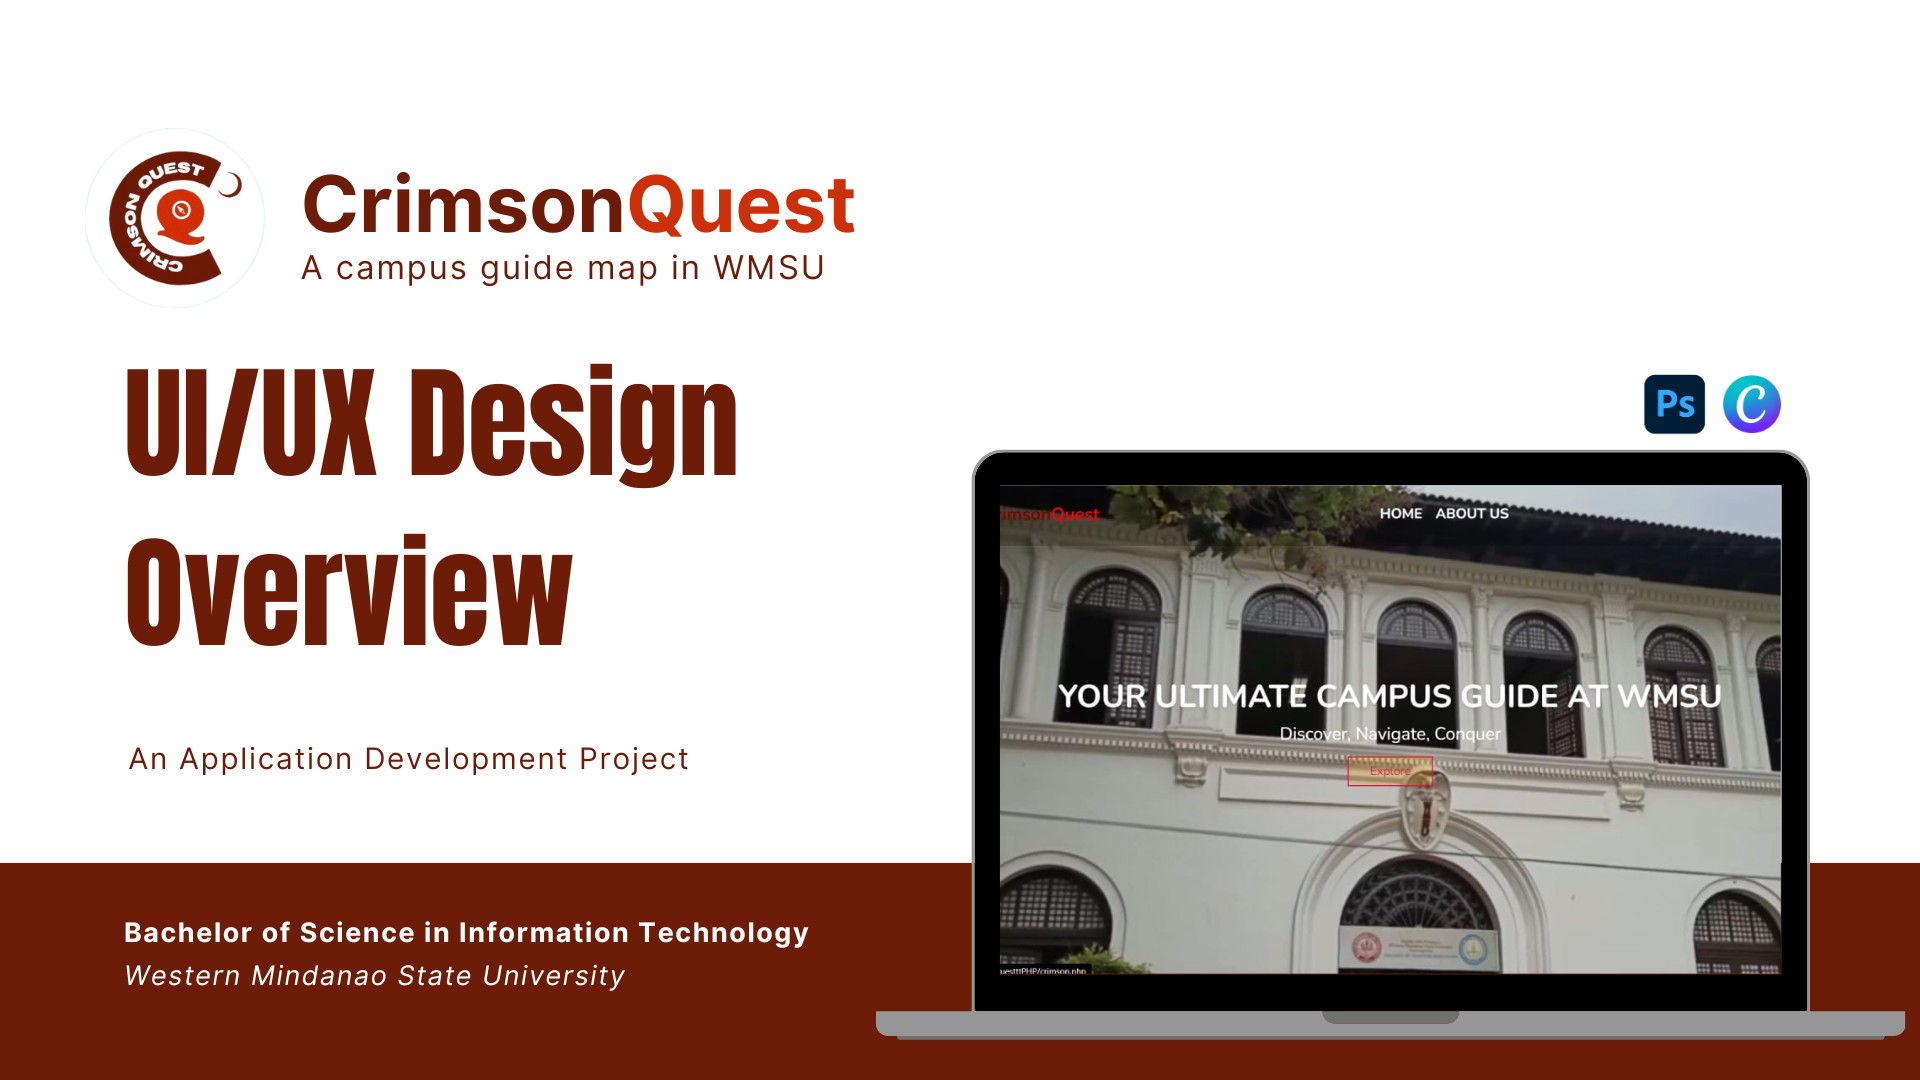 CRIMSON QUEST
CrimsonQuest
A campus guide map in WMSU
UI/UX Design
Overview
An Application Development Project
Ps
C
imsonQuest
HOME ABOUT US
YOUR ULTIMATE CAMPUS GUIDE AT WMSU
Discover, Navigate, Conquer
Explore
uestttPHP/crimson.php
Bachelor of Science in Information Technology
Western Mindanao State University